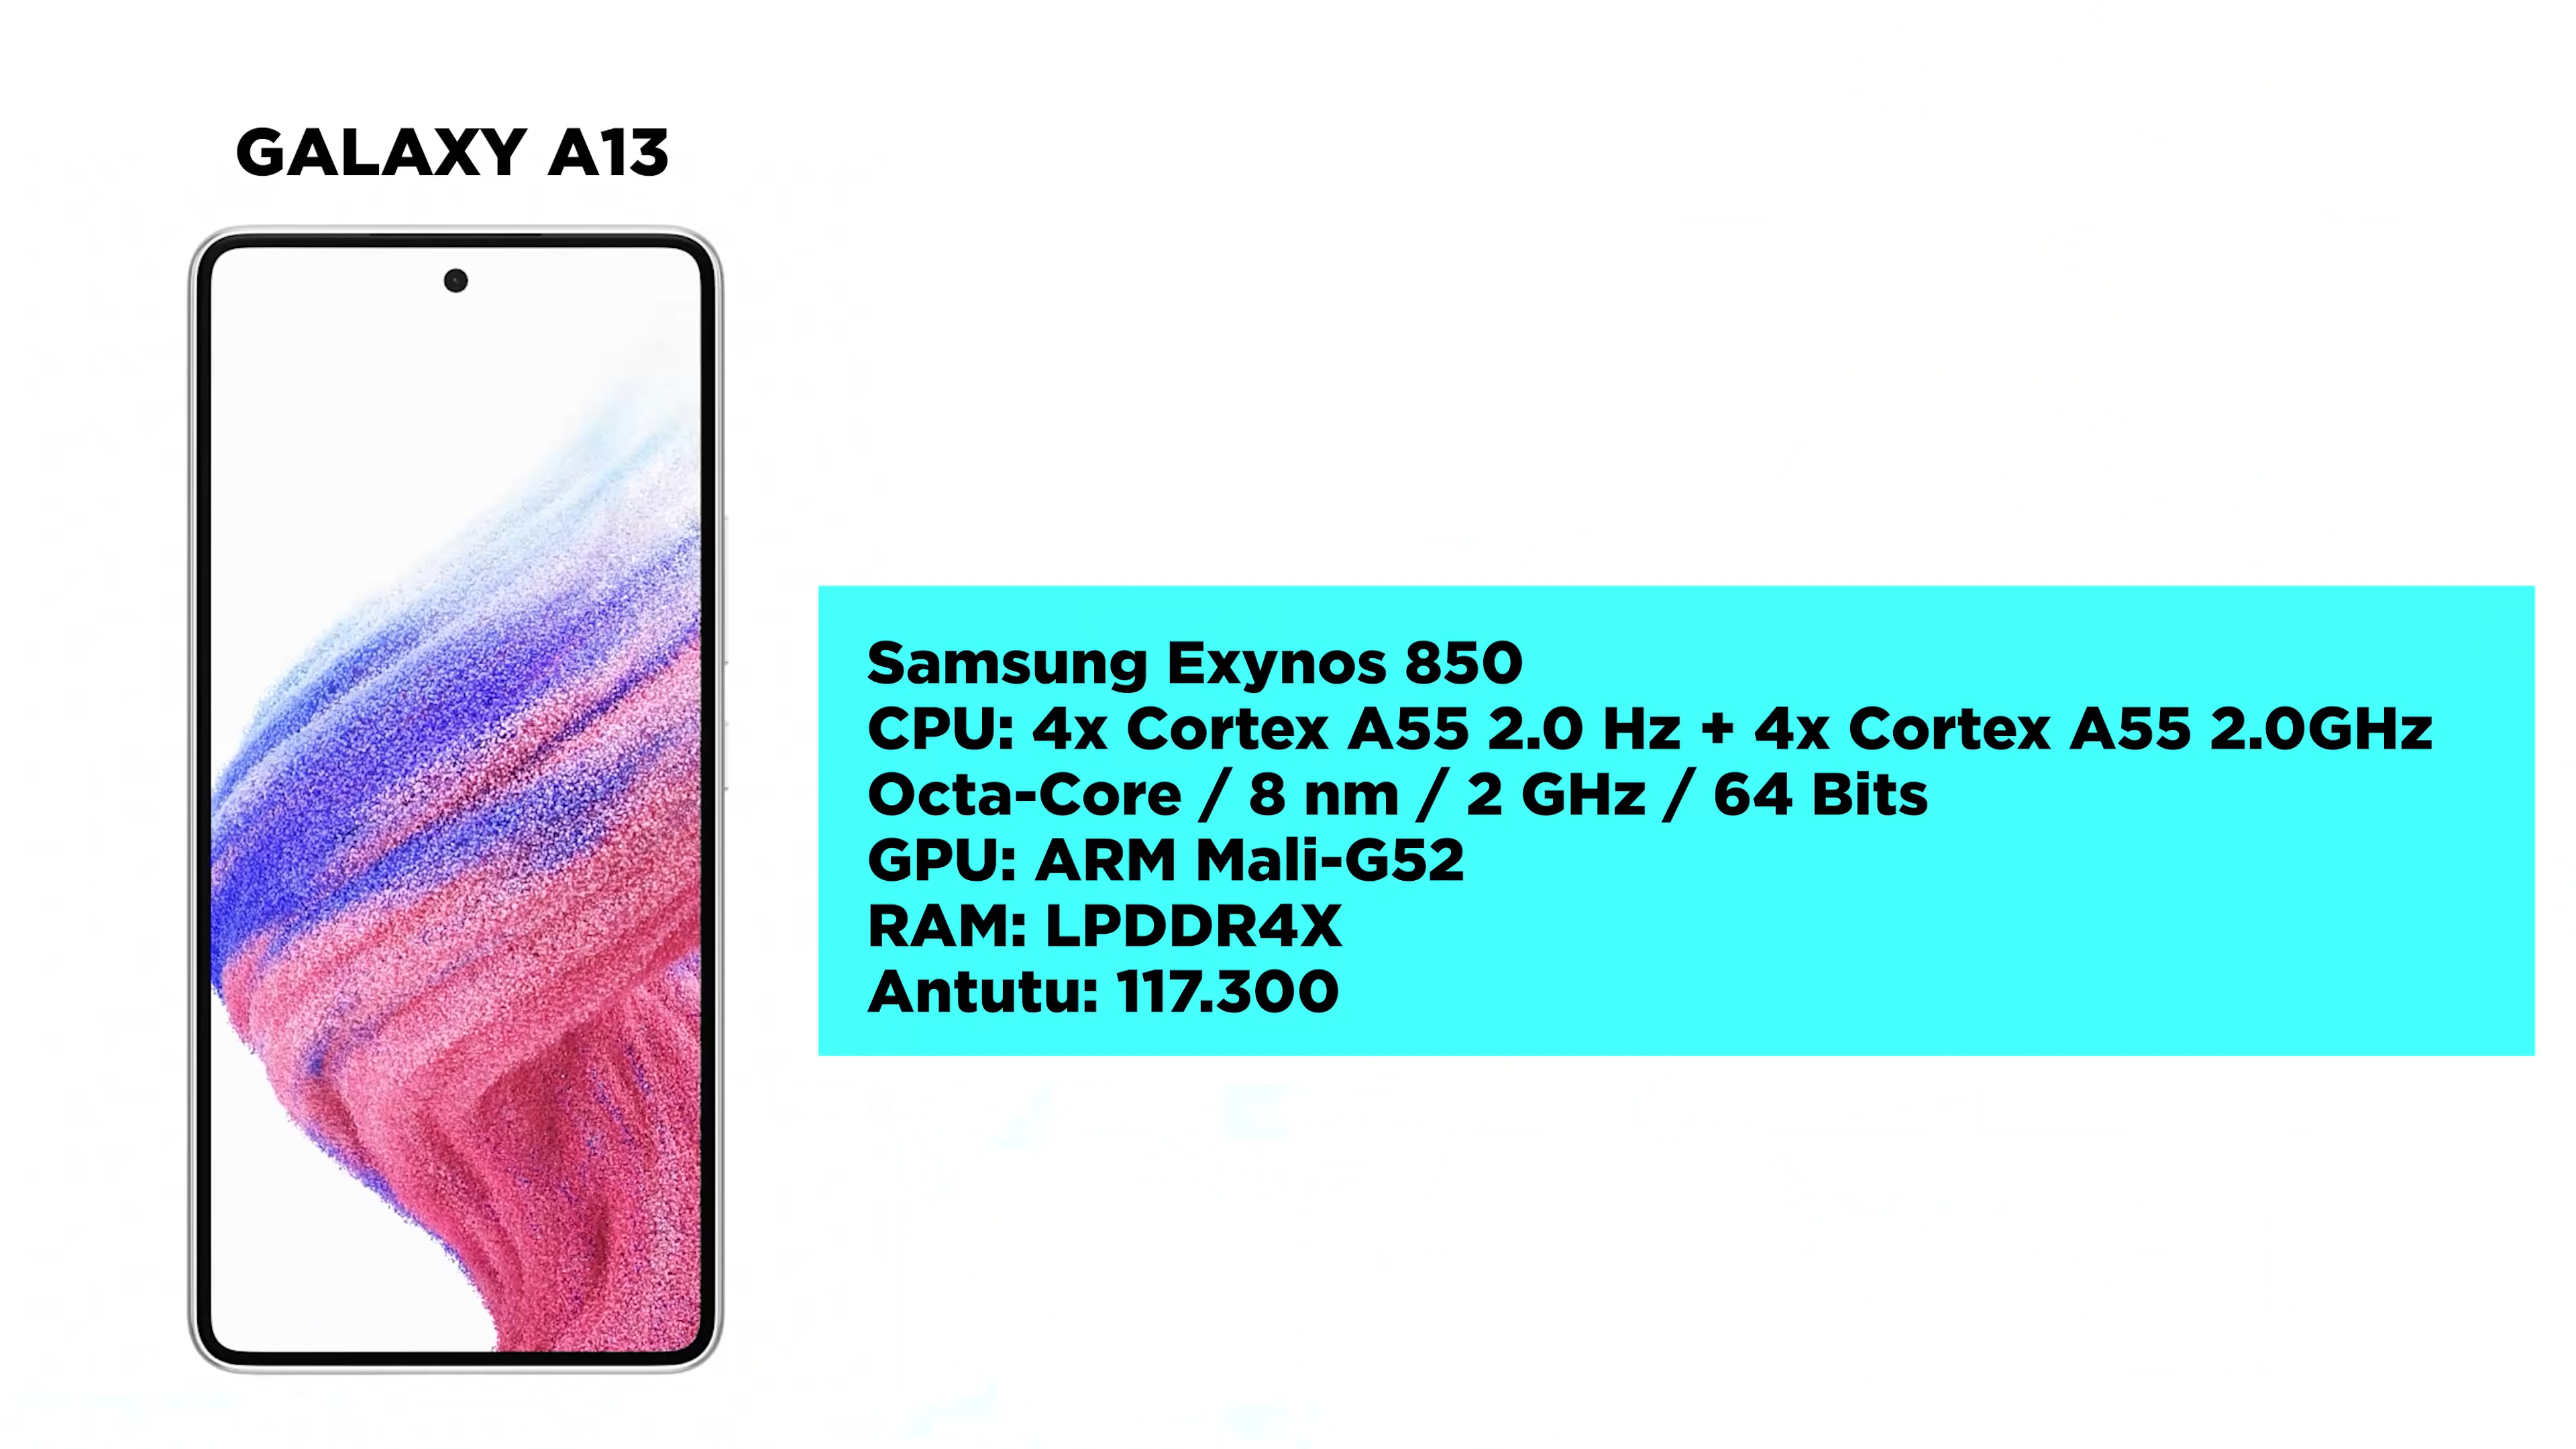 GALAXY A13
Samsung Exynos 850
CPU: 4x Cortex A55 2.0 Hz + 4x Cortex A55 2.0GHz
Octa-Core / 8 nm / 2 GHz / 64 Bits
GPU: ARM Mali-G52
RAM: LPDDR4X
Antutu: 117.300